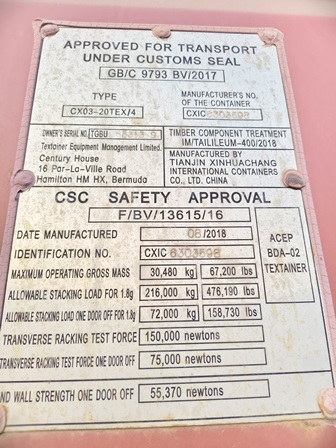 APPROVED FOR TRANSPORT
UNDER CUSTOMS SEAL
GB/C 9793 BV/2017
TYPE
CX03-20TEX/4
MANUFACTURER'S NO.
OF THE CONTAINER
CXIC
OWNER'S SERIAL NO. TGBU
Textainer Equipment Management Limited.
Century House
16 Par-La-Ville Road
Hamilton HM HX, Bermuda
TIMBER COMPONENT TREATMENT
IM/TAILILEUM-400/2018
MANUFACTURED BY
TIANJIN XINHUACHANG
INTERNATIONAL CONTAINERS
CO., LTD. CHINA
CSC SAFETY APPROVAL
F/BV/13615/16
DATE MANUFACTURED 08/2018
IDENTIFICATION NO. CXIC
MAXIMUM OPERATING GROSS MASS 30,480 kg 67,200 lbs
ALLOWABLE STACKING LOAD FOR 1.8g 216,000 kg 476,190 lbs
ALLOWABLE STACKING LOAD ONE DOOR OFF FOR 1.8g 72,000 kg 158,730 lbs
ACEP
BDA-02
TEXTAINER
TRANSVERSE RACKING TEST FORCE 150,000 newtons
TRANSVERSE RACKING TEST FORCE ONE DOOR OFF 75,000 newtons
WALL STRENGTH ONE DOOR OFF 55,370 newtons